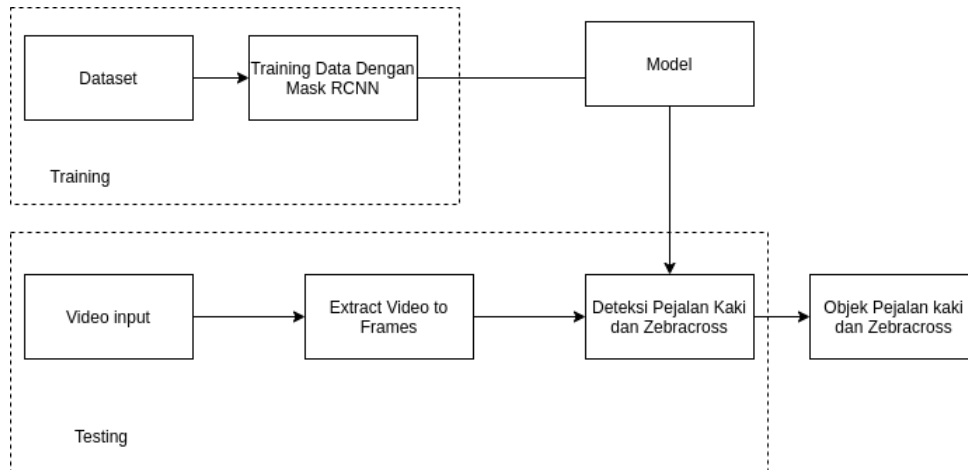 Dataset
Training Data Dengan
Mask RCNN
Model
Training
Video input
Extract Video to
Frames
Deteksi Pejalan Kaki
dan Zebracross
Objek Pejalan kaki
dan Zebracross
Testing